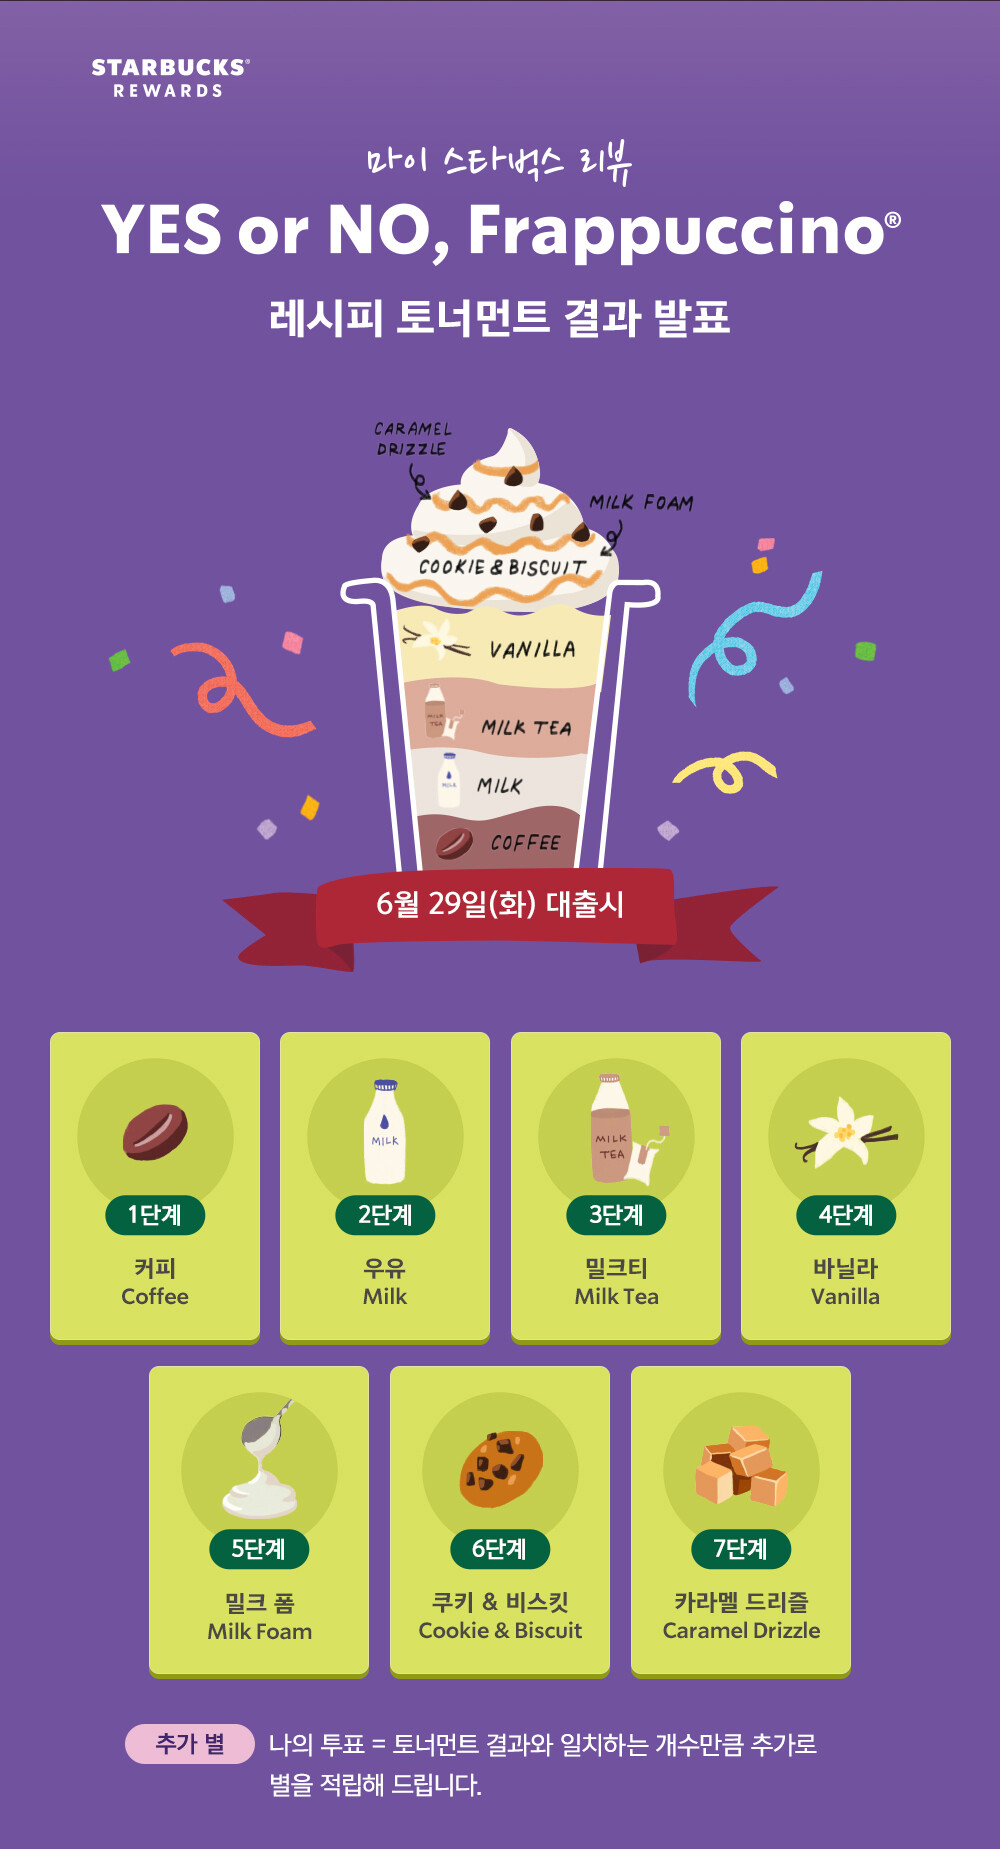 STARBUCKS®
REWARDS
마이 스타벅스 리뷰
YES or NO, Frappuccino®
레시피 토너먼트 결과 발표
CARAMEL
DRIZZLE
MILK FOAM
COOKIE & BISCUIT
VANILLA
MILK
TEA
MILK TEA
MILK
MILK
COFFEE
6월 29일(화) 대출시
MILK
MILK
TEA
1단계
2단계
3단계
4단계
커피
우유
밀크티
바닐라
Coffee
Milk
Milk Tea
Vanilla
5단계
6단계
7단계
밀크 폼
쿠키 & 비스킷
카라멜 드리즐
Milk Foam
Cookie & Biscuit
Caramel Drizzle
추가 별
나의 투표 = 토너먼트 결과와 일치하는 개수만큼 추가로
별을 적립해 드립니다.